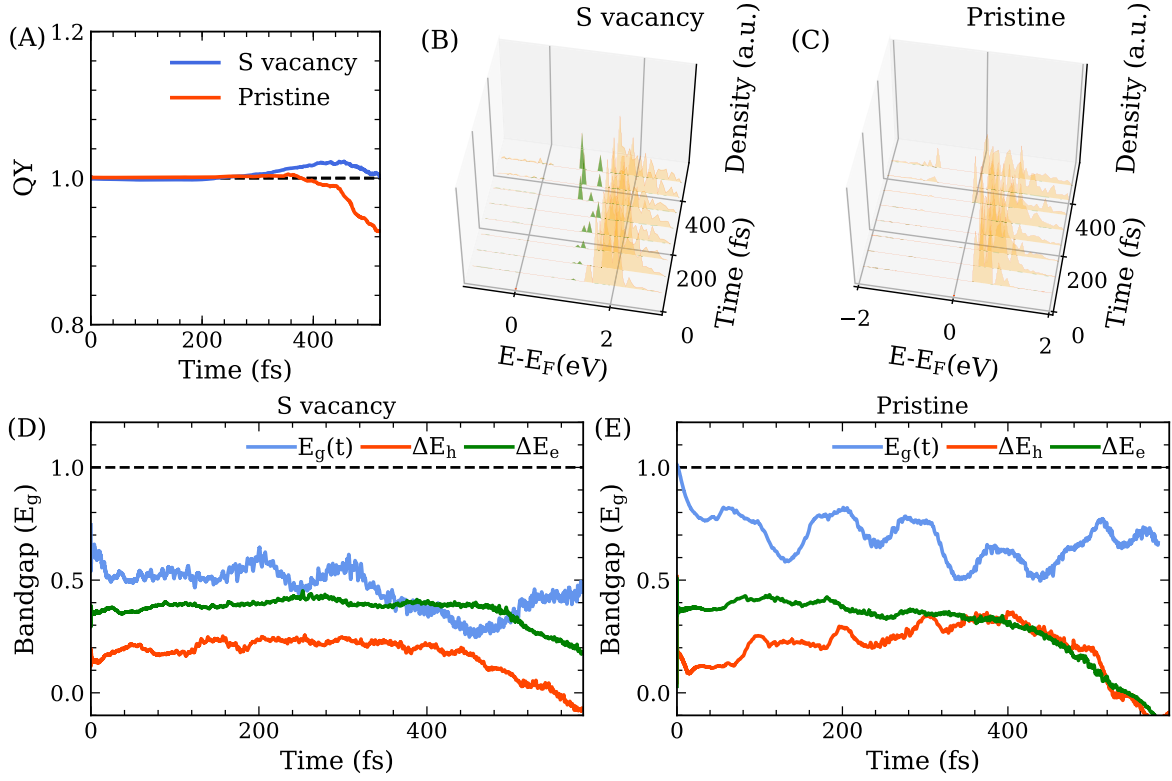 (A)
1.2
1.0
0.8
QY
S vacancy
Pristine
0
200
400
Time (fs)
S vacancy
(B)
Density (a.u.)
400
200
0
Time (fs)
0
2
E-E_F(eV)
Pristine
(C)
Density (a.u.)
400
200
0
Time (fs)
−2
0
2
E-E_F(eV)
S vacancy
(D)
E_g(t)
ΔE_h
ΔE_e
1.0
0.5
0.0
Bandgap (E_g)
0
200
400
Time (fs)
Pristine
(E)
E_g(t)
ΔE_h
ΔE_e
1.0
0.5
0.0
Bandgap (E_g)
0
200
400
Time (fs)